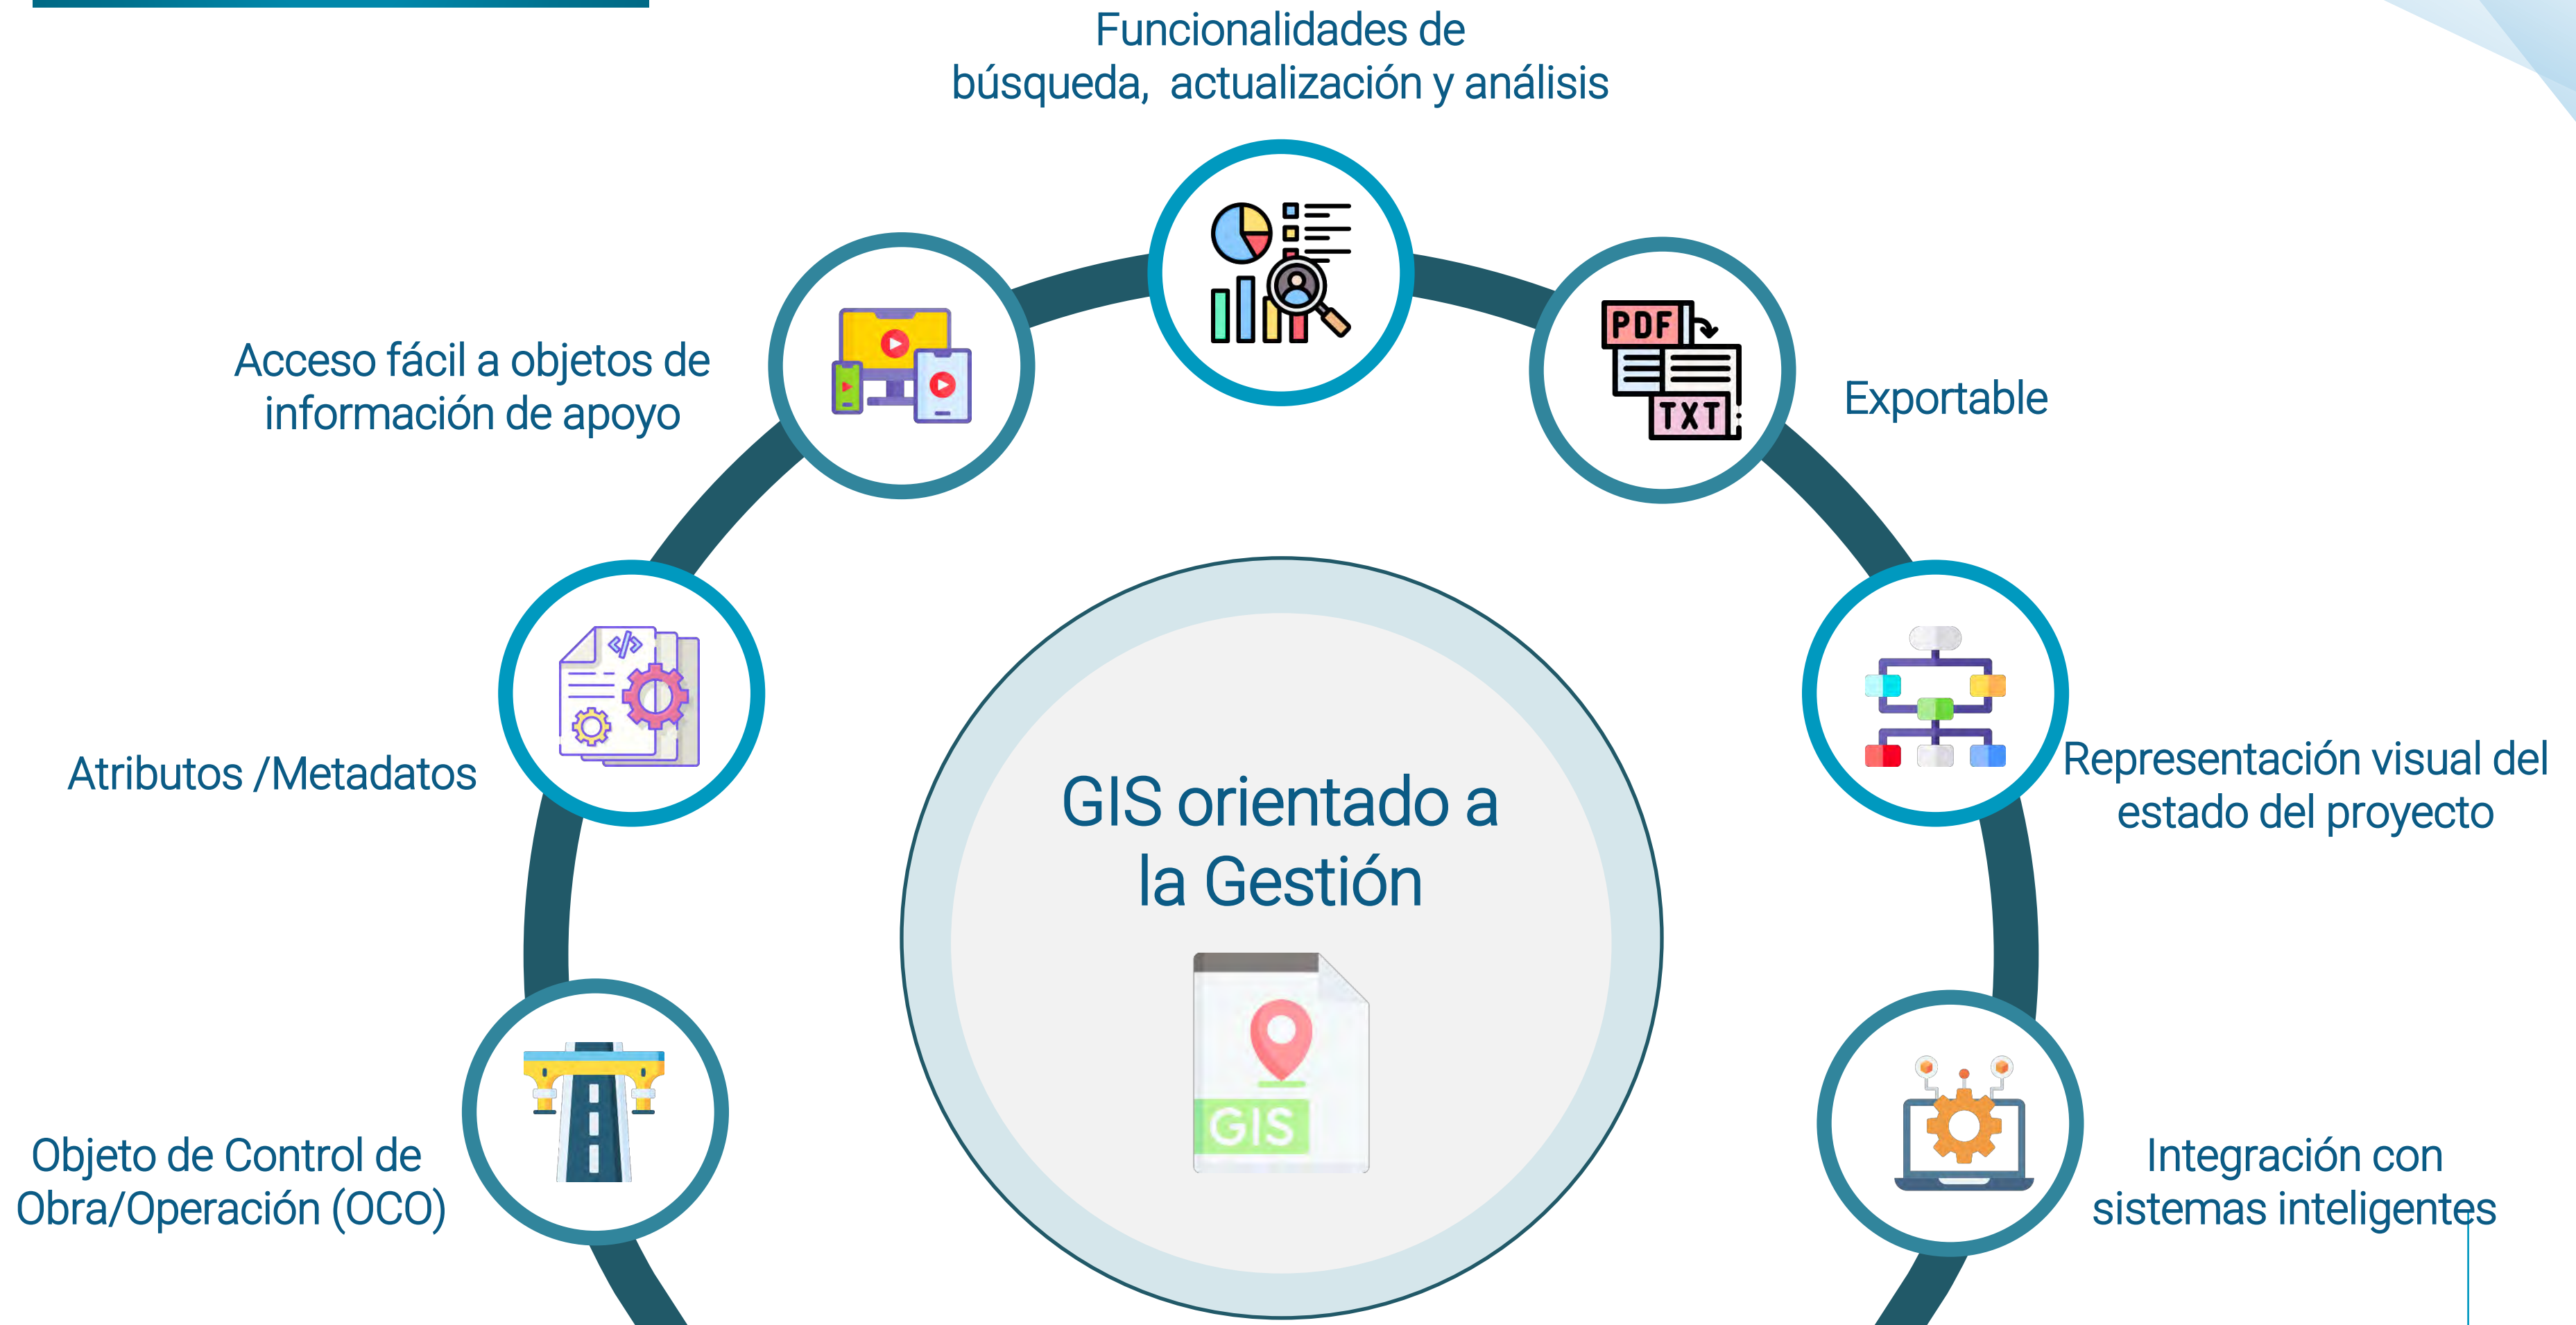 Funcionalidades de
búsqueda, actualización y análisis
PDF
TXT
Acceso fácil a objetos de
información de apoyo
Exportable
</>
Atributos /Metadatos
Representación visual del
estado del proyecto
GIS orientado a
la Gestión
GIS
Objeto de Control de
Obra/Operación (OCO)
Integración con
sistemas inteligentes